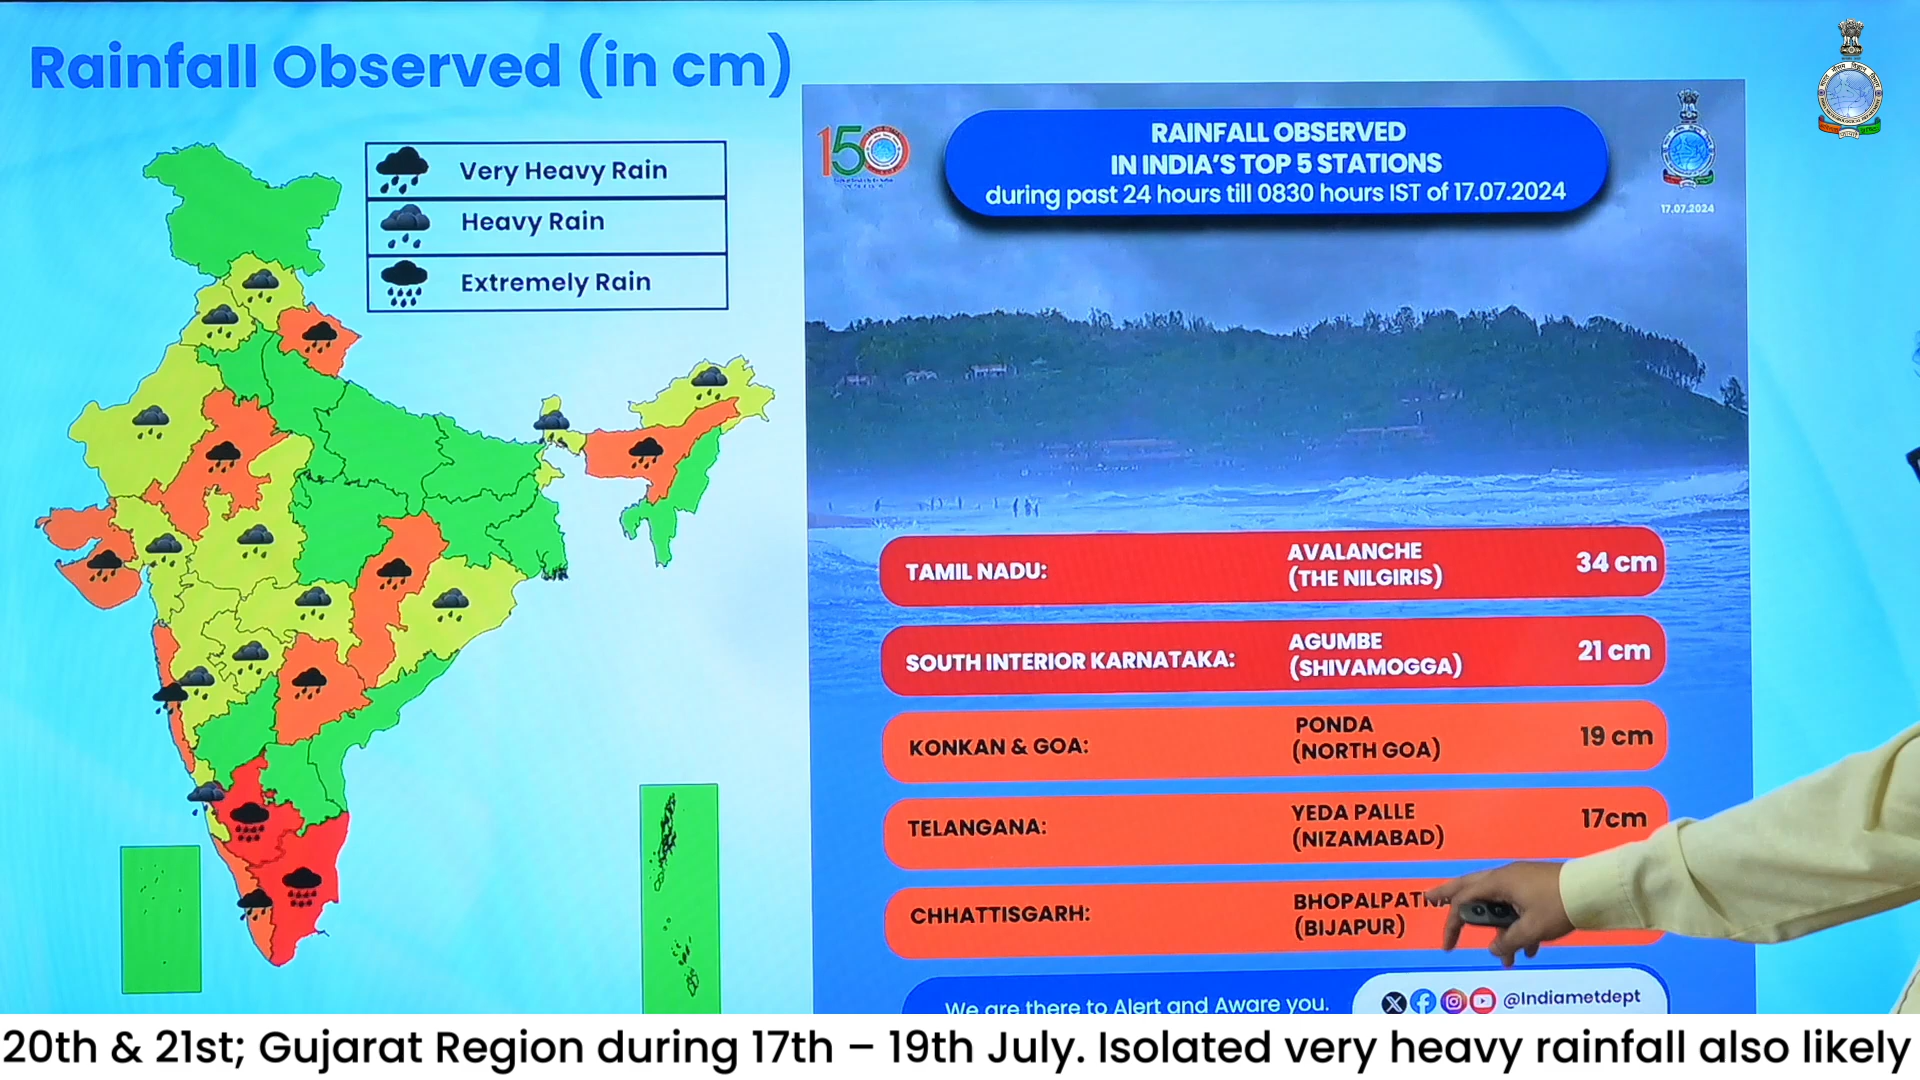 Rainfall Observed (in cm)
Very Heavy Rain
Heavy Rain
Extremely Rain
150
RAINFALL OBSERVED
IN INDIA'S TOP 5 STATIONS
during past 24 hours till 0830 hours IST of 17.07.2024
17.07.2024
TAMIL NADU:
AVALANCHE
(THE NILGIRIS)
34 cm
SOUTH INTERIOR KARNATAKA:
AGUMBE
(SHIVAMOGGA)
21 cm
KONKAN & GOA:
PONDA
(NORTH GOA)
19 cm
TELANGANA:
YEDA PALLE
(NIZAMABAD)
17cm
CHHATTISGARH:
(BIJAPUR)
We are there to Alert and Aware you.
@Indiametdept
20th & 21st; Gujarat Region during 17th – 19th July. Isolated very heavy rainfall also likely